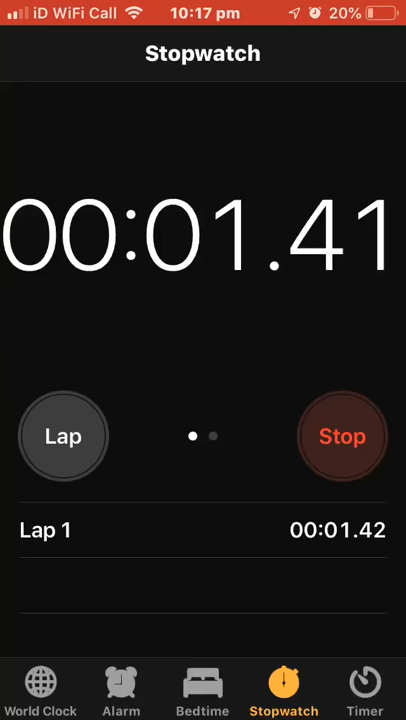 iD WiFi Call 10:17 pm 20%
Stopwatch
00:01.41
Lap Stop
Lap 1 00:01.42
World Clock Alarm Bedtime Stopwatch Timer